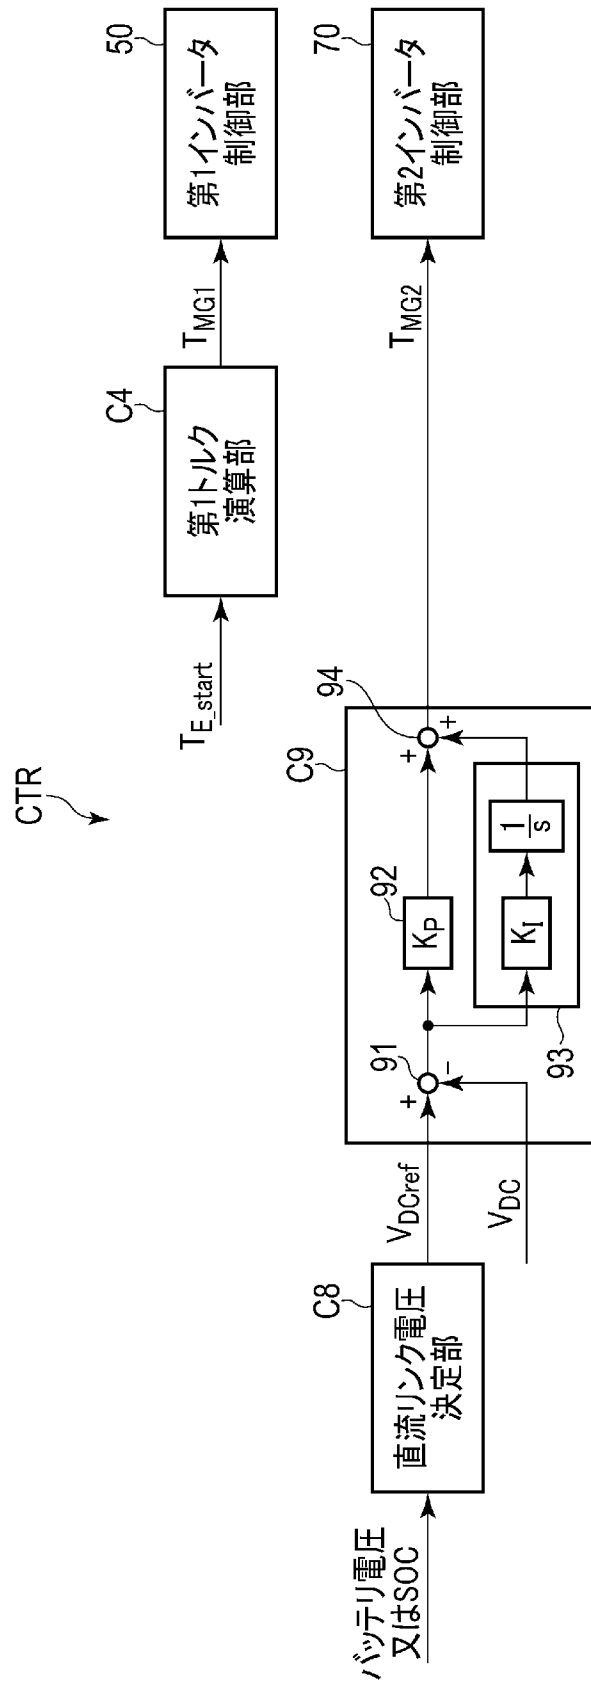 CTR
T_E_start
C4
第1トルク
演算部
T_MG1
50
第1インバータ
制御部
バッテリ電圧
又はSOC
C8
直流リンク電圧
決定部
V_DCref
V_DC
C9
91
+
−
92
K_P
93
K_I
1/s
94
+
+
T_MG2
70
第2インバータ
制御部